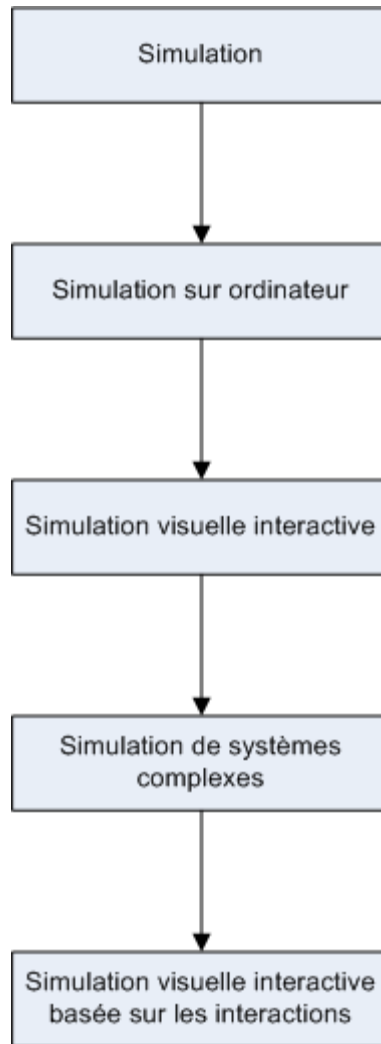 Simulation
Simulation sur ordinateur
Simulation visuelle interactive
Simulation de systèmes
complexes
Simulation visuelle interactive
basée sur les interactions